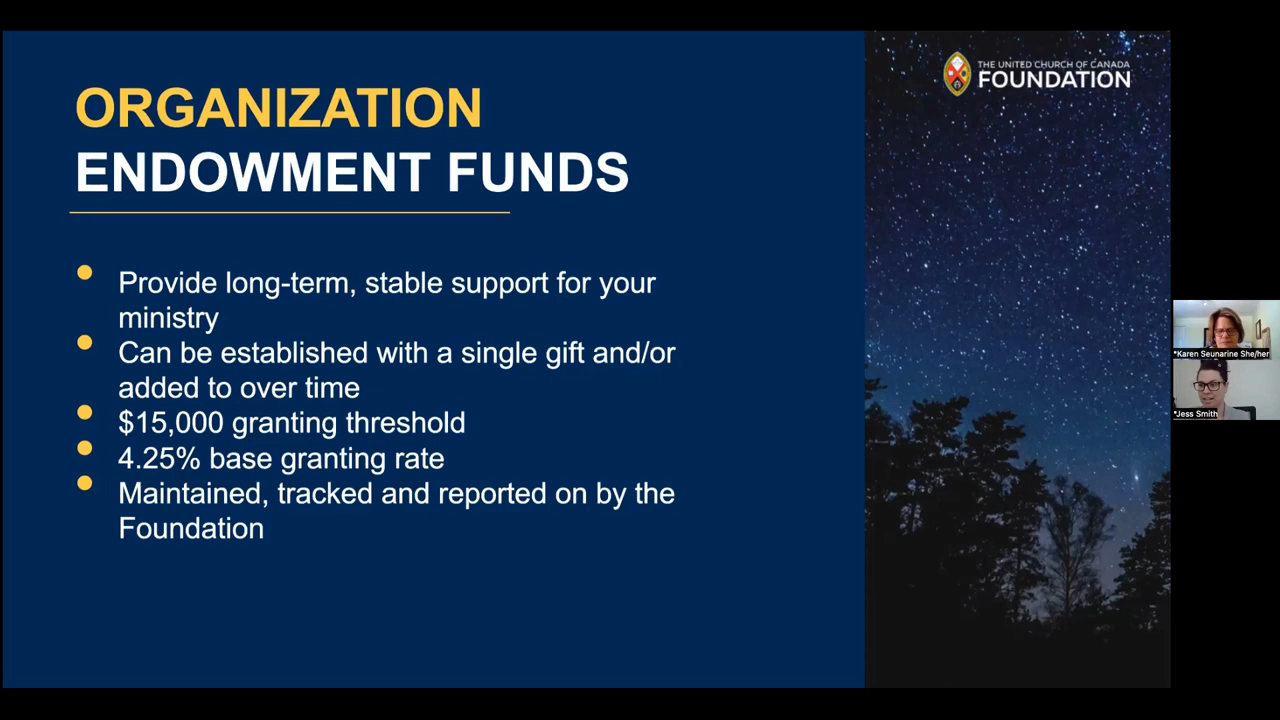 ORGANIZATION
ENDOWMENT FUNDS
Provide long-term, stable support for your
ministry
Can be established with a single gift and/or
added to over time
$15,000 granting threshold
4.25% base granting rate
Maintained, tracked and reported on by the
Foundation
THE UNITED CHURCH OF CANADA
FOUNDATION
*Karen Seunarine She/her
*Jess Smith